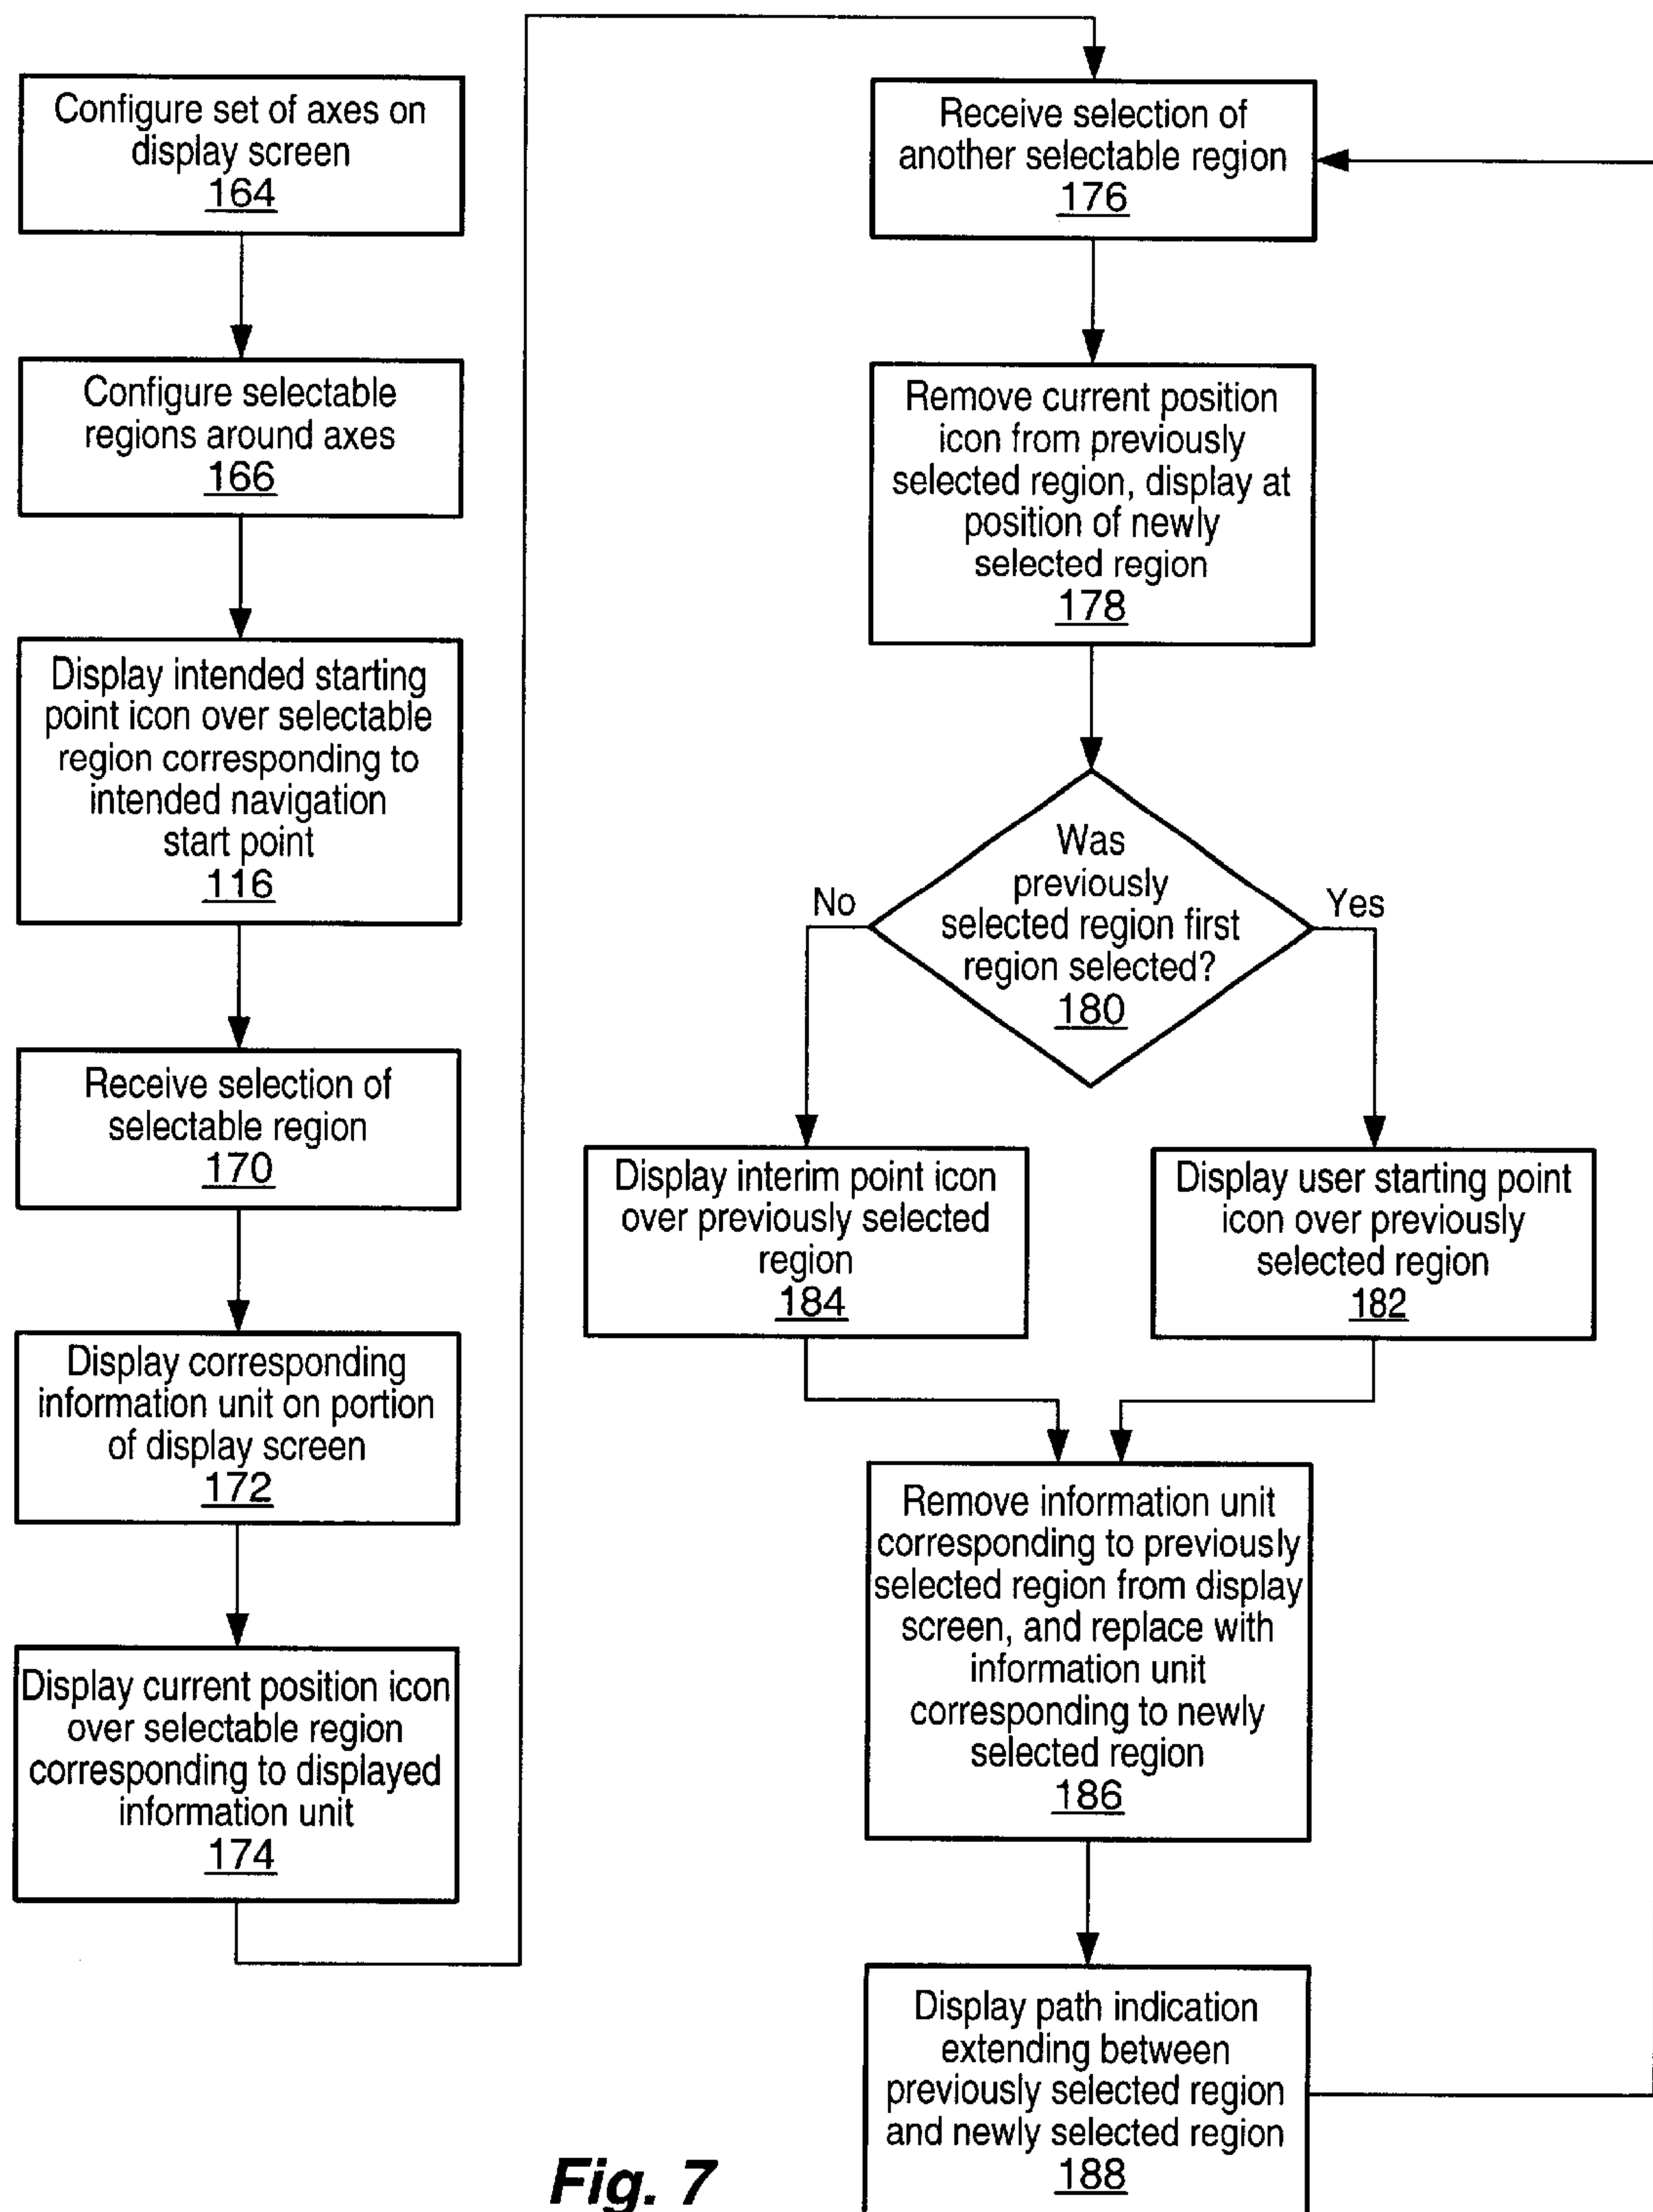 Configure set of axes on
display screen
164
Configure selectable
regions around axes
166
Display intended starting
point icon over selectable
region corresponding to
intended navigation
start point
116
Receive selection of
selectable region
170
Display corresponding
information unit on portion
of display screen
172
Display current position icon
over selectable region
corresponding to displayed
information unit
174
Receive selection of
another selectable region
176
Remove current position
icon from previously
selected region, display at
position of newly
selected region
178
Was
previously
selected region first
region selected?
180
No
Yes
Display interim point icon
over previously selected
region
184
Display user starting point
icon over previously
selected region
182
Remove information unit
corresponding to previously
selected region from display
screen, and replace with
information unit
corresponding to newly
selected region
186
Display path indication
extending between
previously selected region
and newly selected region
188
Fig. 7